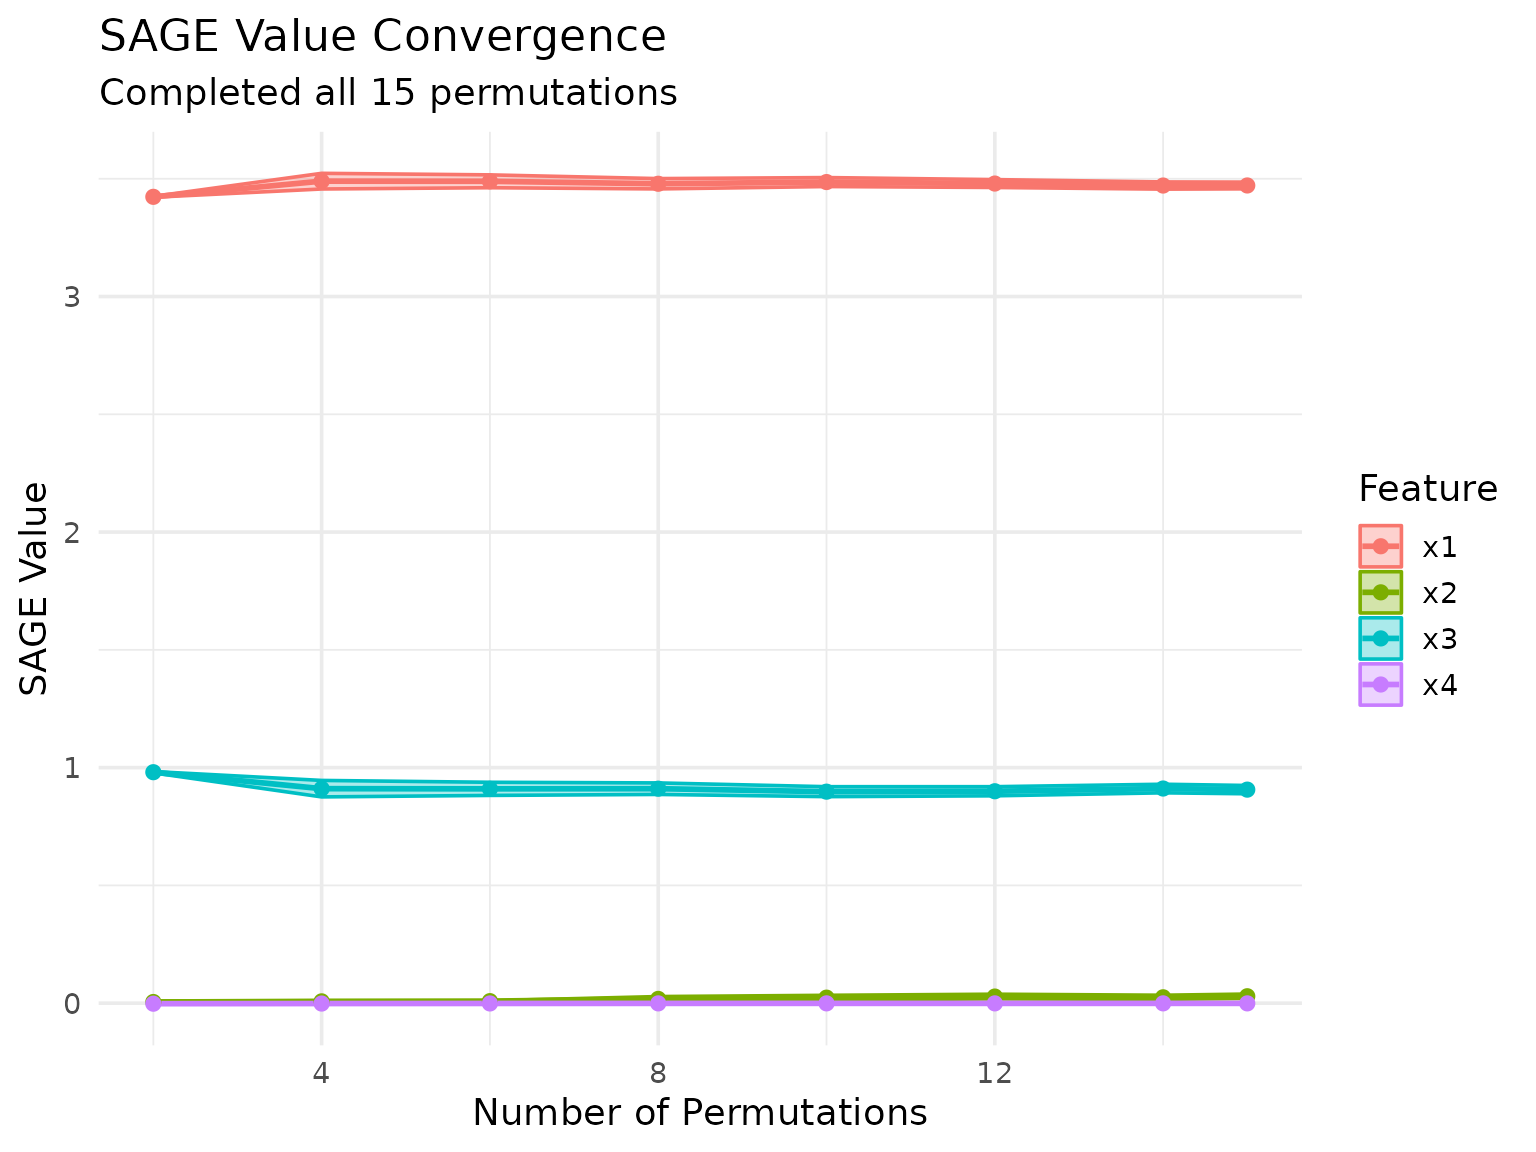 SAGE Value Convergence
Completed all 15 permutations
SAGE Value
3
2
1
0
4
8
12
Number of Permutations
Feature
x1
x2
x3
x4